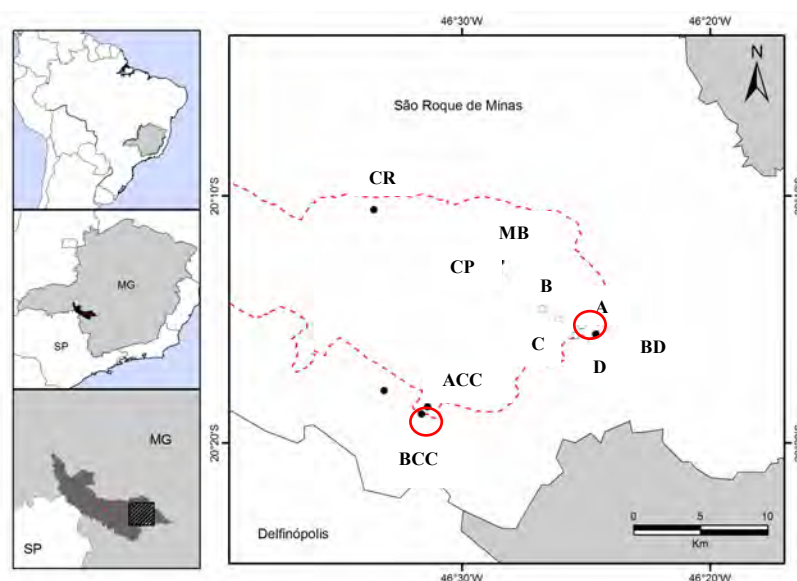 46°30'W
46°20'W
N
São Roque de Minas
CR
20°10'S
MB
CP
B
MG
A
SP
C
BD
D
ACC
MG
20°20'S
BCC
0
5
10
Km
SP
Delfinópolis
46°30'W
46°20'W